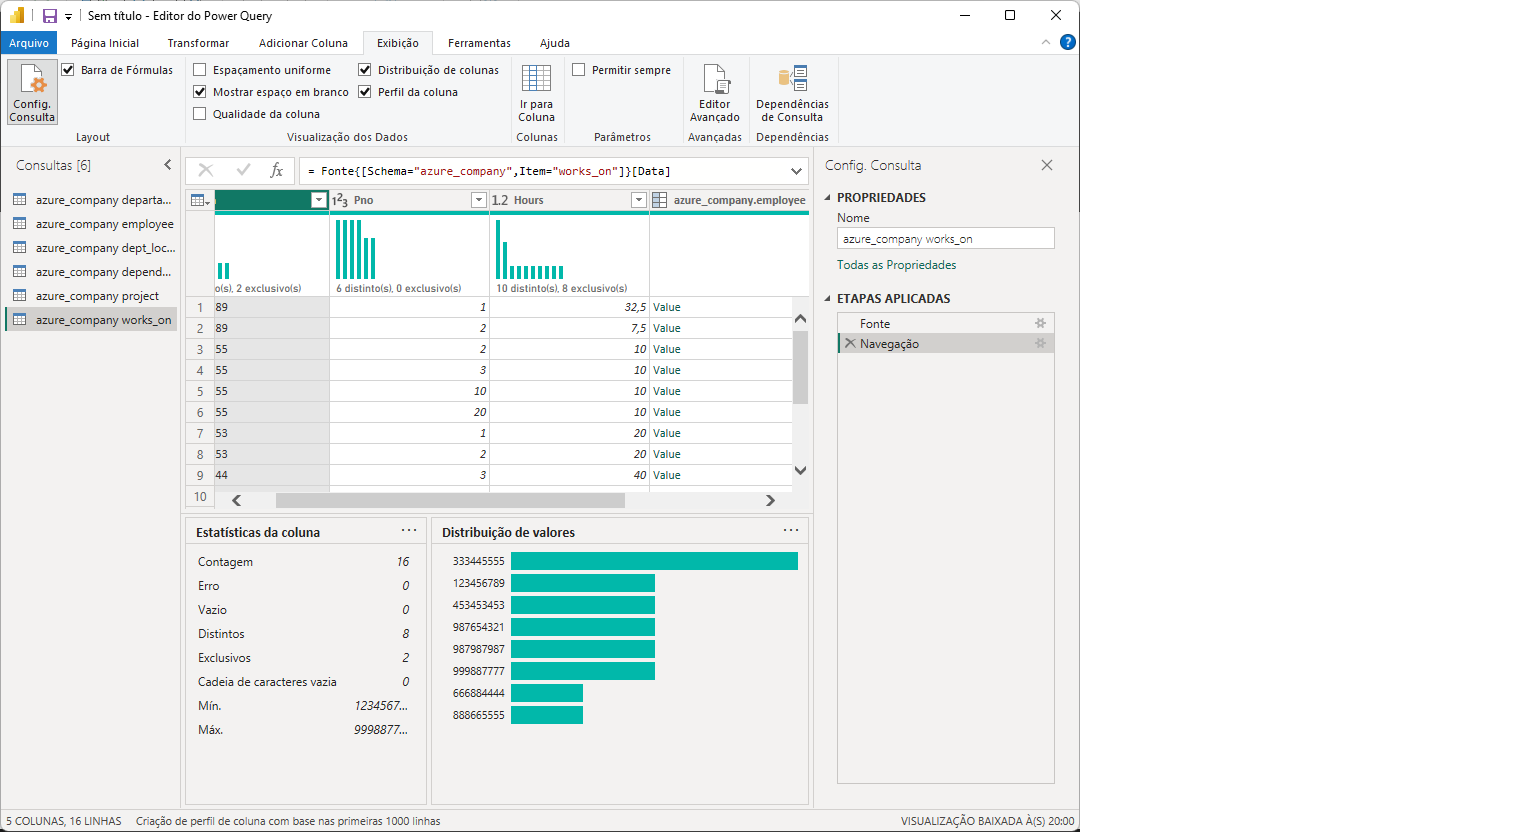 Sem título - Editor do Power Query
Arquivo Página Inicial Transformar Adicionar Coluna Exibição Ferramentas Ajuda
Config. Consulta
Barra de Fórmulas
Layout
Espaçamento uniforme
Mostrar espaço em branco
Qualidade da coluna
Distribuição de colunas
Perfil da coluna
Visualização dos Dados
Ir para Coluna
Colunas
Permitir sempre
Parâmetros
Editor Avançado
Avançadas
Dependências de Consulta
Dependências
Consultas [6]
azure_company departa...
azure_company employee
azure_company dept_loc...
azure_company depend...
azure_company project
azure_company works_on
fx = Fonte{[Schema="azure_company",Item="works_on"]}[Data]
1²3 Pno 1.2 Hours azure_company.employee
o(s), 2 exclusivo(s) 6 distinto(s), 0 exclusivo(s) 10 distinto(s), 8 exclusivo(s)
1 89 1 32,5 Value
2 89 2 7,5 Value
3 55 2 10 Value
4 55 3 10 Value
5 55 10 10 Value
6 55 20 10 Value
7 53 1 20 Value
8 53 2 20 Value
9 44 3 40 Value
10
Estatísticas da coluna ...
Contagem 16
Erro 0
Vazio 0
Distintos 8
Exclusivos 2
Cadeia de caracteres vazia 0
Mín. 1234567...
Máx. 9998877...
Distribuição de valores ...
333445555
123456789
453453453
987654321
987987987
999887777
666884444
888665555
Config. Consulta
PROPRIEDADES
Nome
azure_company works_on
Todas as Propriedades
ETAPAS APLICADAS
Fonte
Navegação
5 COLUNAS, 16 LINHAS Criação de perfil de coluna com base nas primeiras 1000 linhas VISUALIZAÇÃO BAIXADA À(S) 20:00